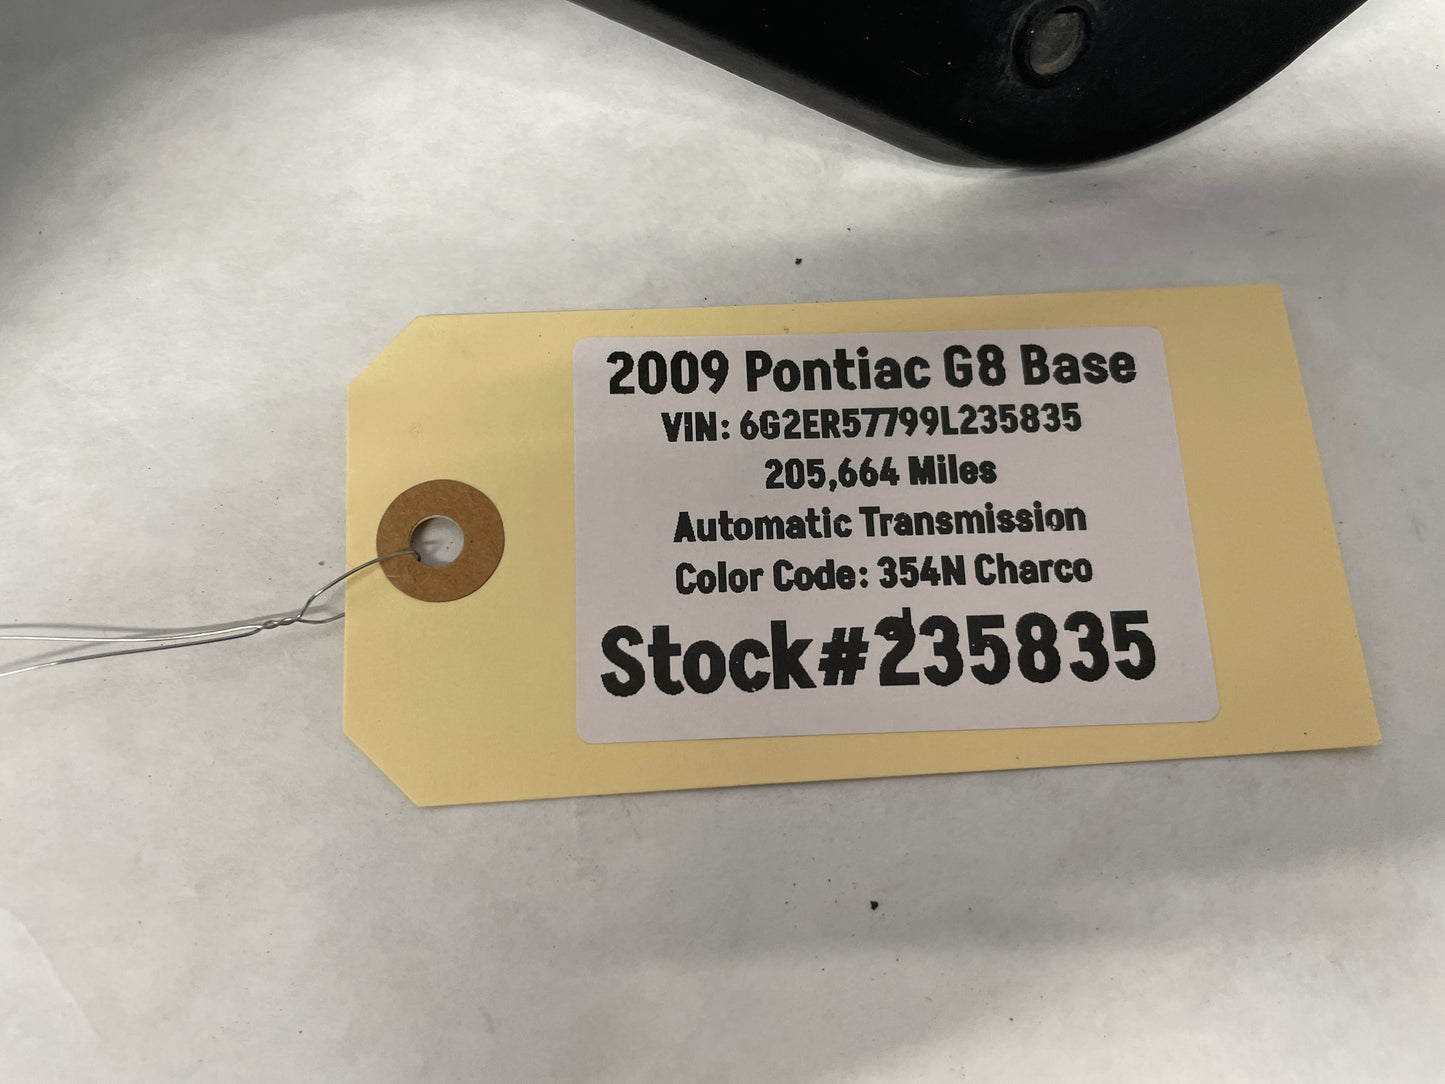 2009 Pontiac G8 Base
VIN: 6G2ER57799L235835
205,664 Miles
Automatic Transmission
Color Code: 354N Charco
Stock#235835